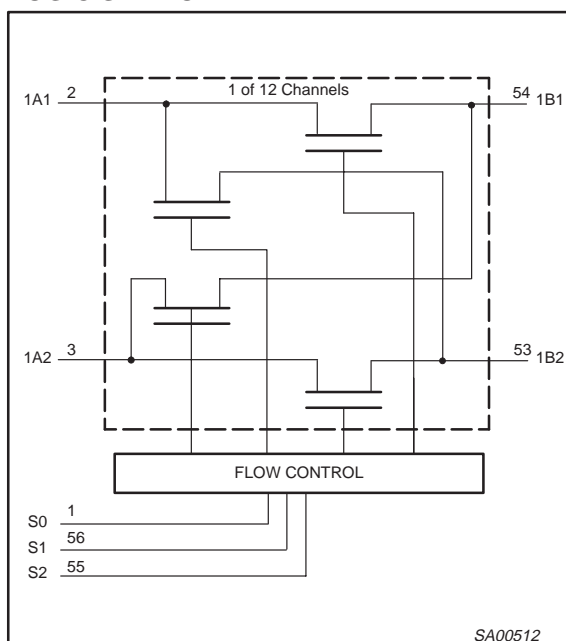 1 of 12 Channels
1A1 2
54 1B1
1A2 3
53 1B2
FLOW CONTROL
S0 1
S1 56
S2 55
SA00512